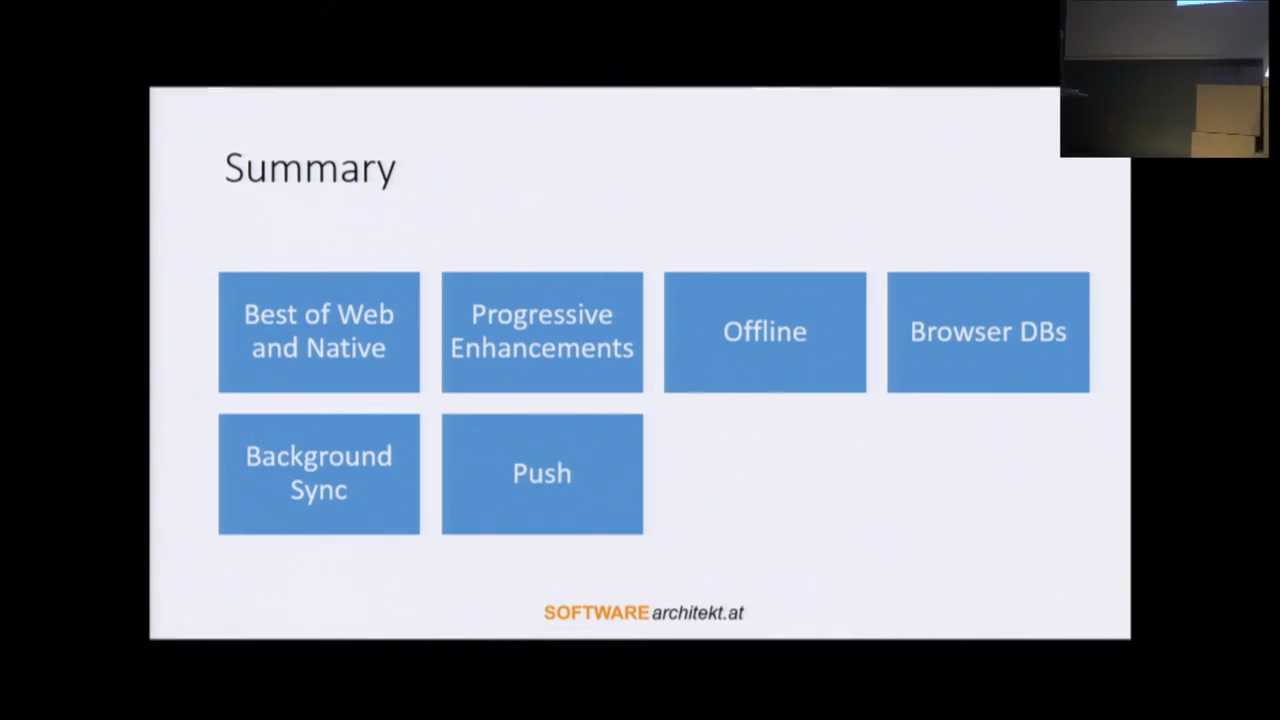 Summary
Best of Web
and Native
Progressive
Enhancements
Offline
Browser DBs
Background
Sync
Push
SOFTWAREarchitekt.at